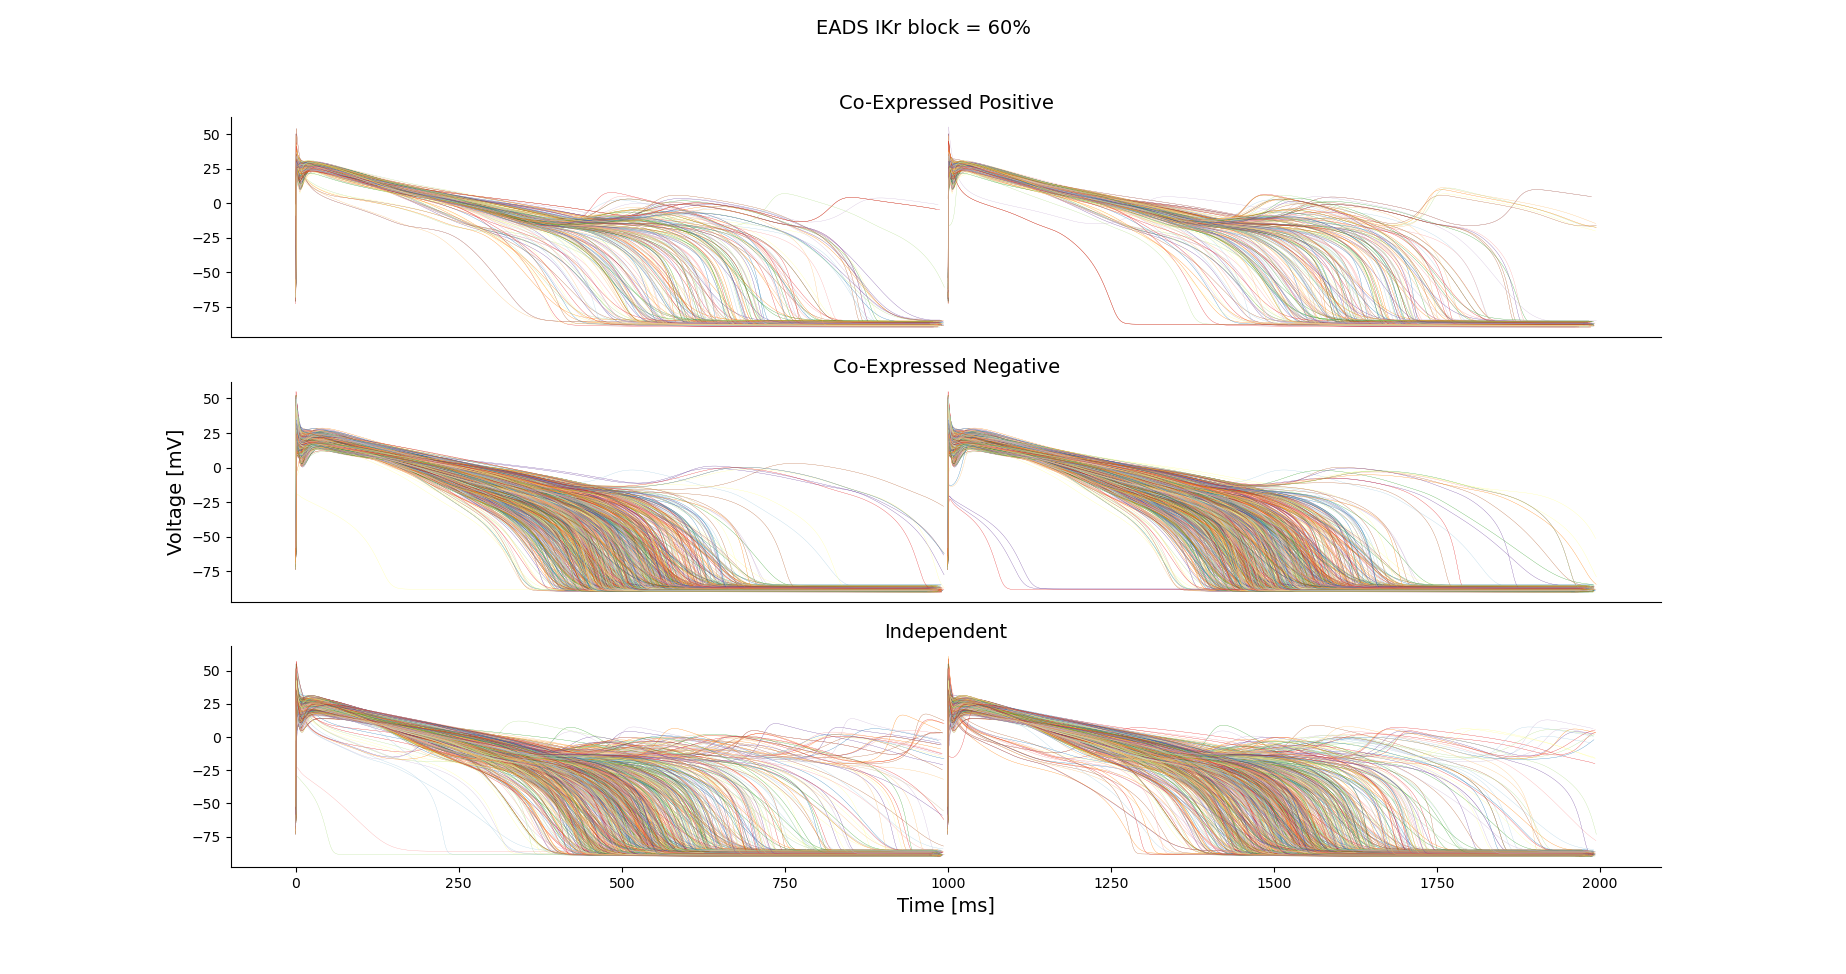 EADS IKr block = 60%
Co-Expressed Positive
50
25
0
−25
−50
−75
Co-Expressed Negative
50
25
0
−25
−50
−75
Voltage [mV]
Independent
50
25
0
−25
−50
−75
0 250 500 750 1000 1250 1500 1750 2000
Time [ms]